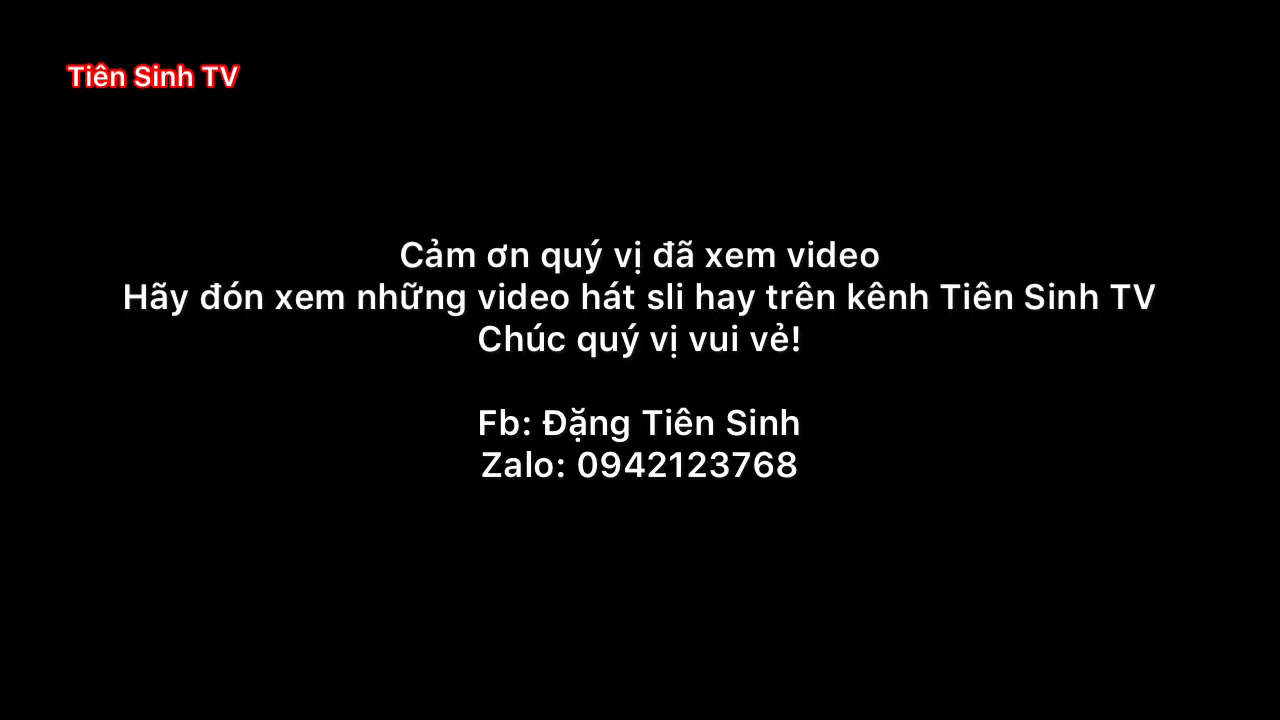 Tiên Sinh TV
Cảm ơn quý vị đã xem video
Hãy đón xem những video hát sli hay trên kênh Tiên Sinh TV
Chúc quý vị vui vẻ!
Fb: Đặng Tiên Sinh
Zalo: 0942123768